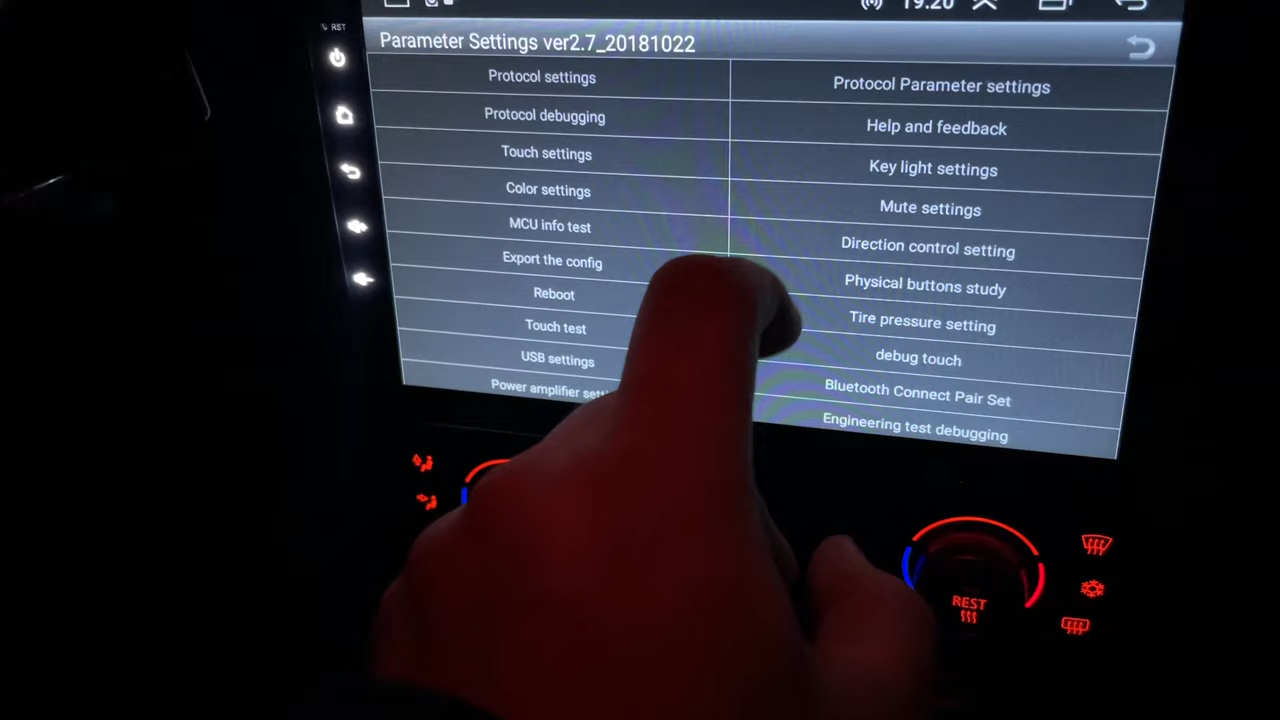 19:20
RST
Parameter Settings ver2.7_20181022
Protocol settings
Protocol Parameter settings
Protocol debugging
Help and feedback
Touch settings
Key light settings
Color settings
Mute settings
MCU info test
Direction control setting
Export the config
Physical buttons study
Reboot
Tire pressure setting
Touch test
debug touch
USB settings
Bluetooth Connect Pair Set
Power amplifier
Engineering test debugging
REST